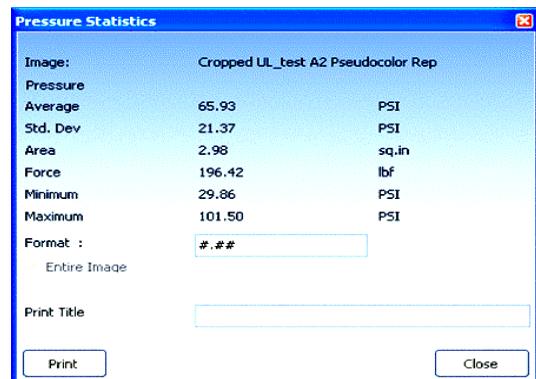 Pressure Statistics
Image: Cropped UL_test A2 Pseudocolor Rep
Pressure
Average 65.93 PSI
Std. Dev 21.37 PSI
Area 2.98 sq.in
Force 196.42 lbf
Minimum 29.86 PSI
Maximum 101.50 PSI
Format : #.##
Entire Image
Print Title
Print Close